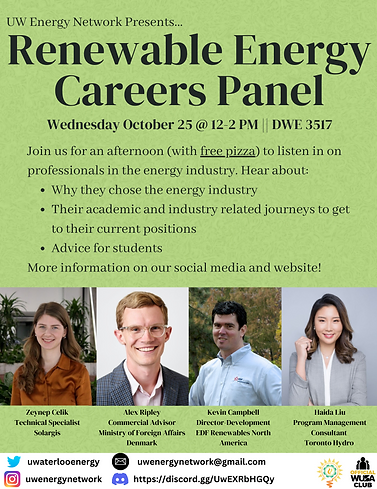 UW Energy Network Presents...
Renewable Energy
Careers Panel
Wednesday October 25 @ 12-2 PM || DWE 3517
Join us for an afternoon (with free pizza) to listen in on
professionals in the energy industry. Hear about:
• Why they chose the energy industry
• Their academic and industry related journeys to get
to their current positions
• Advice for students
More information on our social media and website!
Zeynep Celik
Technical Specialist
Solargis
Alex Ripley
Commercial Advisor
Ministry of Foreign Affairs
Denmark
Kevin Campbell
Director-Development
EDF Renewables North
America
Haida Liu
Program Management
Consultant
Toronto Hydro
uwaterlooenergy
uwenergynetwork@gmail.com
uwenergynetwork
https://discord.gg/UwEXRbHGQy
OFFICIAL
WUSA
CLUB